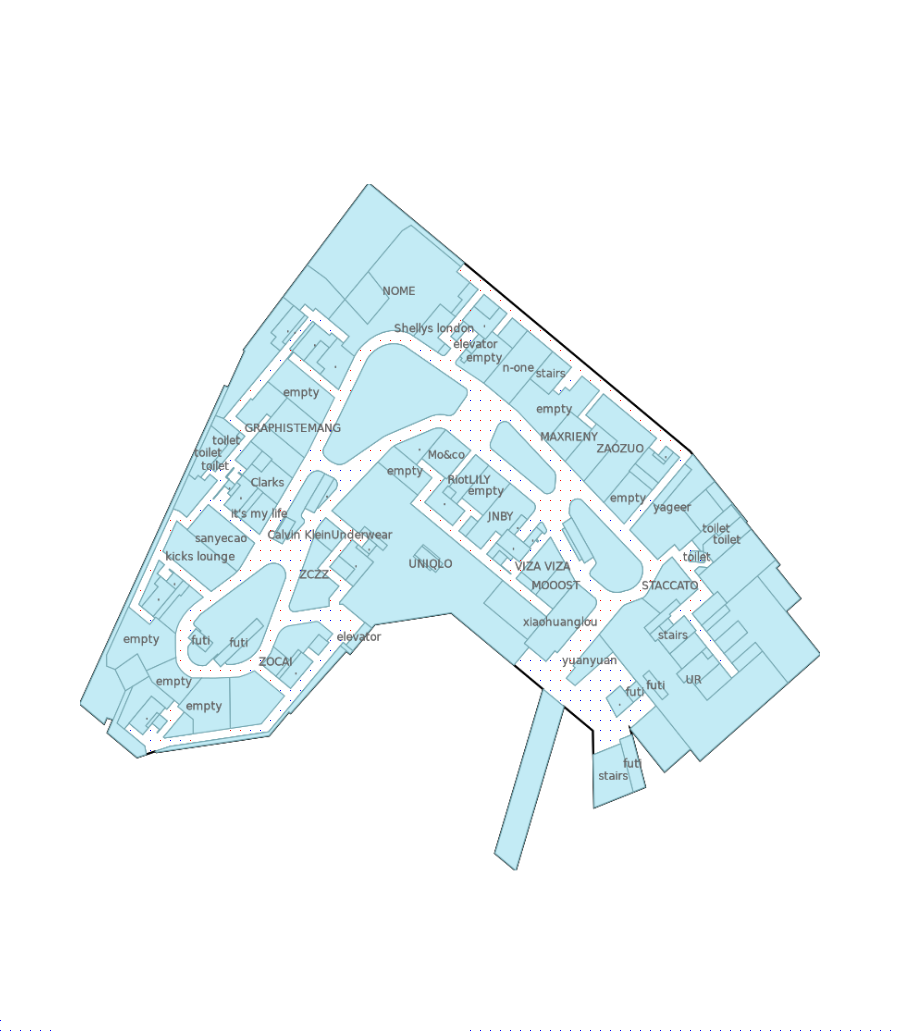 NOME
Shellys london
elevator
empty
n-one
stairs
empty
empty
GRAPHISTEMANG
MAXRIENY
ZAOZUO
toilet
toilet
toilet
Mo&co
empty
RiotLILY
empty
Clarks
empty
yageer
it's my life
JNBY
toilet
toilet
sanyecao
Calvin KleinUnderwear
kicks lounge
UNIQLO
VIZA VIZA
toilet
ZCZZ
MOOOST
STACCATO
xiaohuanglou
empty
futi
futi
elevator
stairs
ZOCAI
yuanyuan
empty
UR
futi
futi
empty
futi
stairs